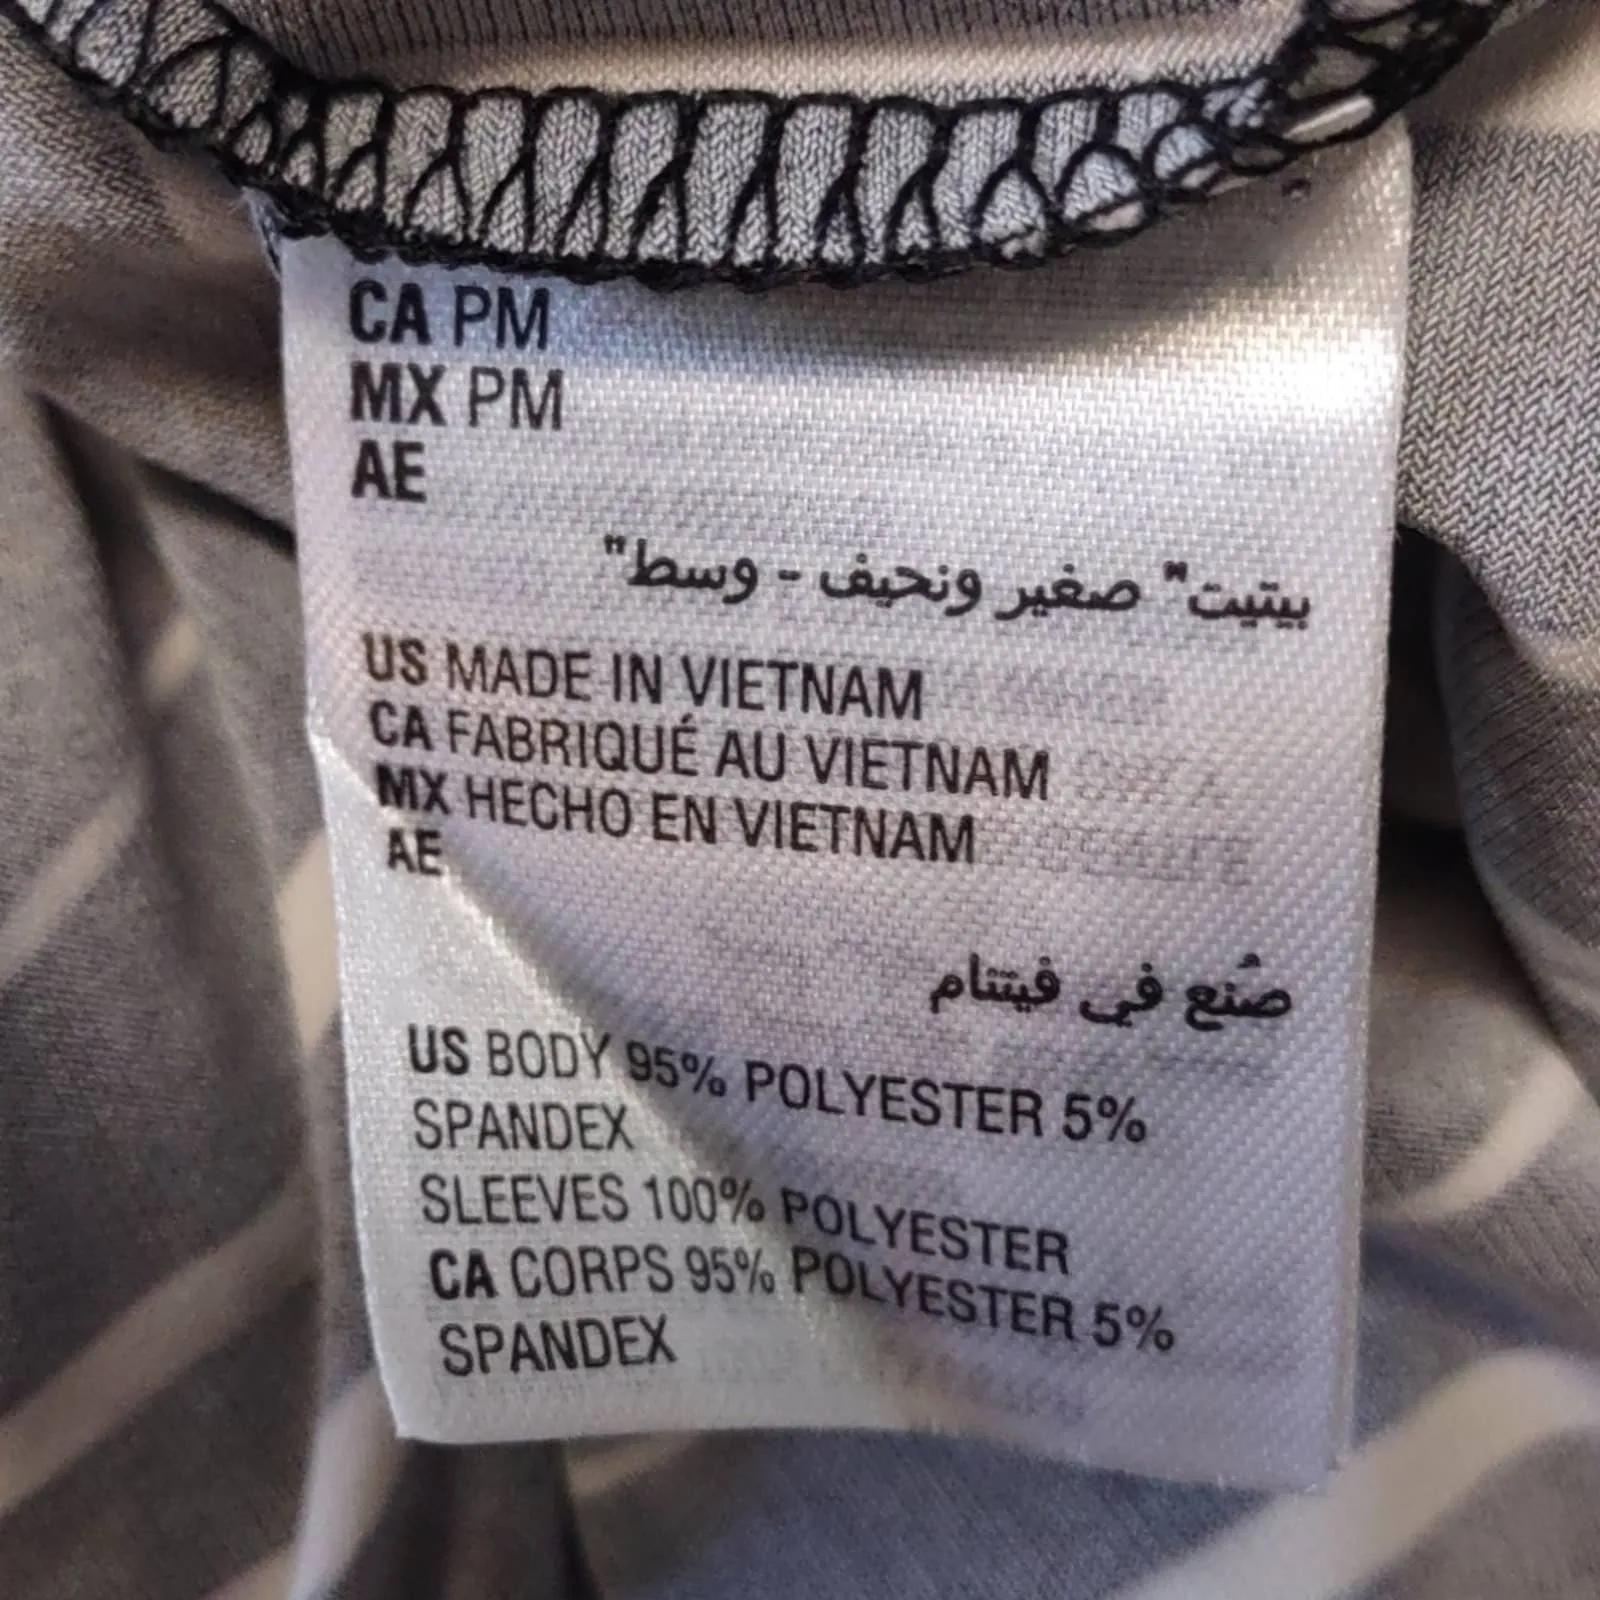 CA PM
MX PM
AE
بيتيت" صغير ونحيف - وسط"
US MADE IN VIETNAM
CA FABRIQUÉ AU VIETNAM
MX HECHO EN VIETNAM
AE
صُنع في فيتنام
US BODY 95% POLYESTER 5%
SPANDEX
SLEEVES 100% POLYESTER
CA CORPS 95% POLYESTER 5%
SPANDEX